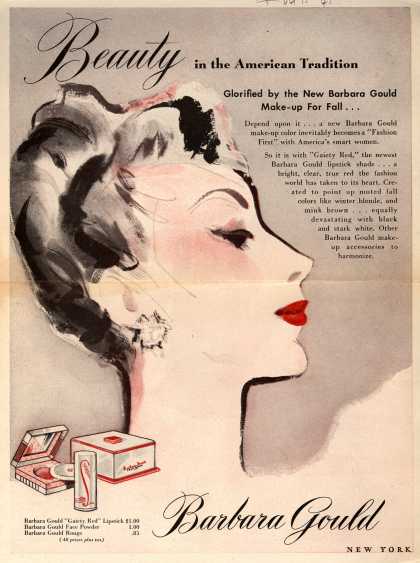 Beauty in the American Tradition
Glorified by the New Barbara Gould
Make-up For Fall . . .
Depend upon it . . . a new Barbara Gould
make-up color inevitably becomes a "Fashion
First" with America's smart women.
So it is with "Gaiety Red," the newest
Barbara Gould lipstick shade . . . a
bright, clear, true red the fashion
world has taken to its heart. Cre-
ated to point up muted fall
colors like winter blonde, and
mink brown . . . equally
devastating with black
and stark white. Other
Barbara Gould make-
up accessories to
harmonize.
Barbara Gould "Gaiety Red" Lipstick $1.00
Barbara Gould Face Powder 1.00
Barbara Gould Rouge .85
(All prices plus tax)
Barbara Gould
NEW YORK